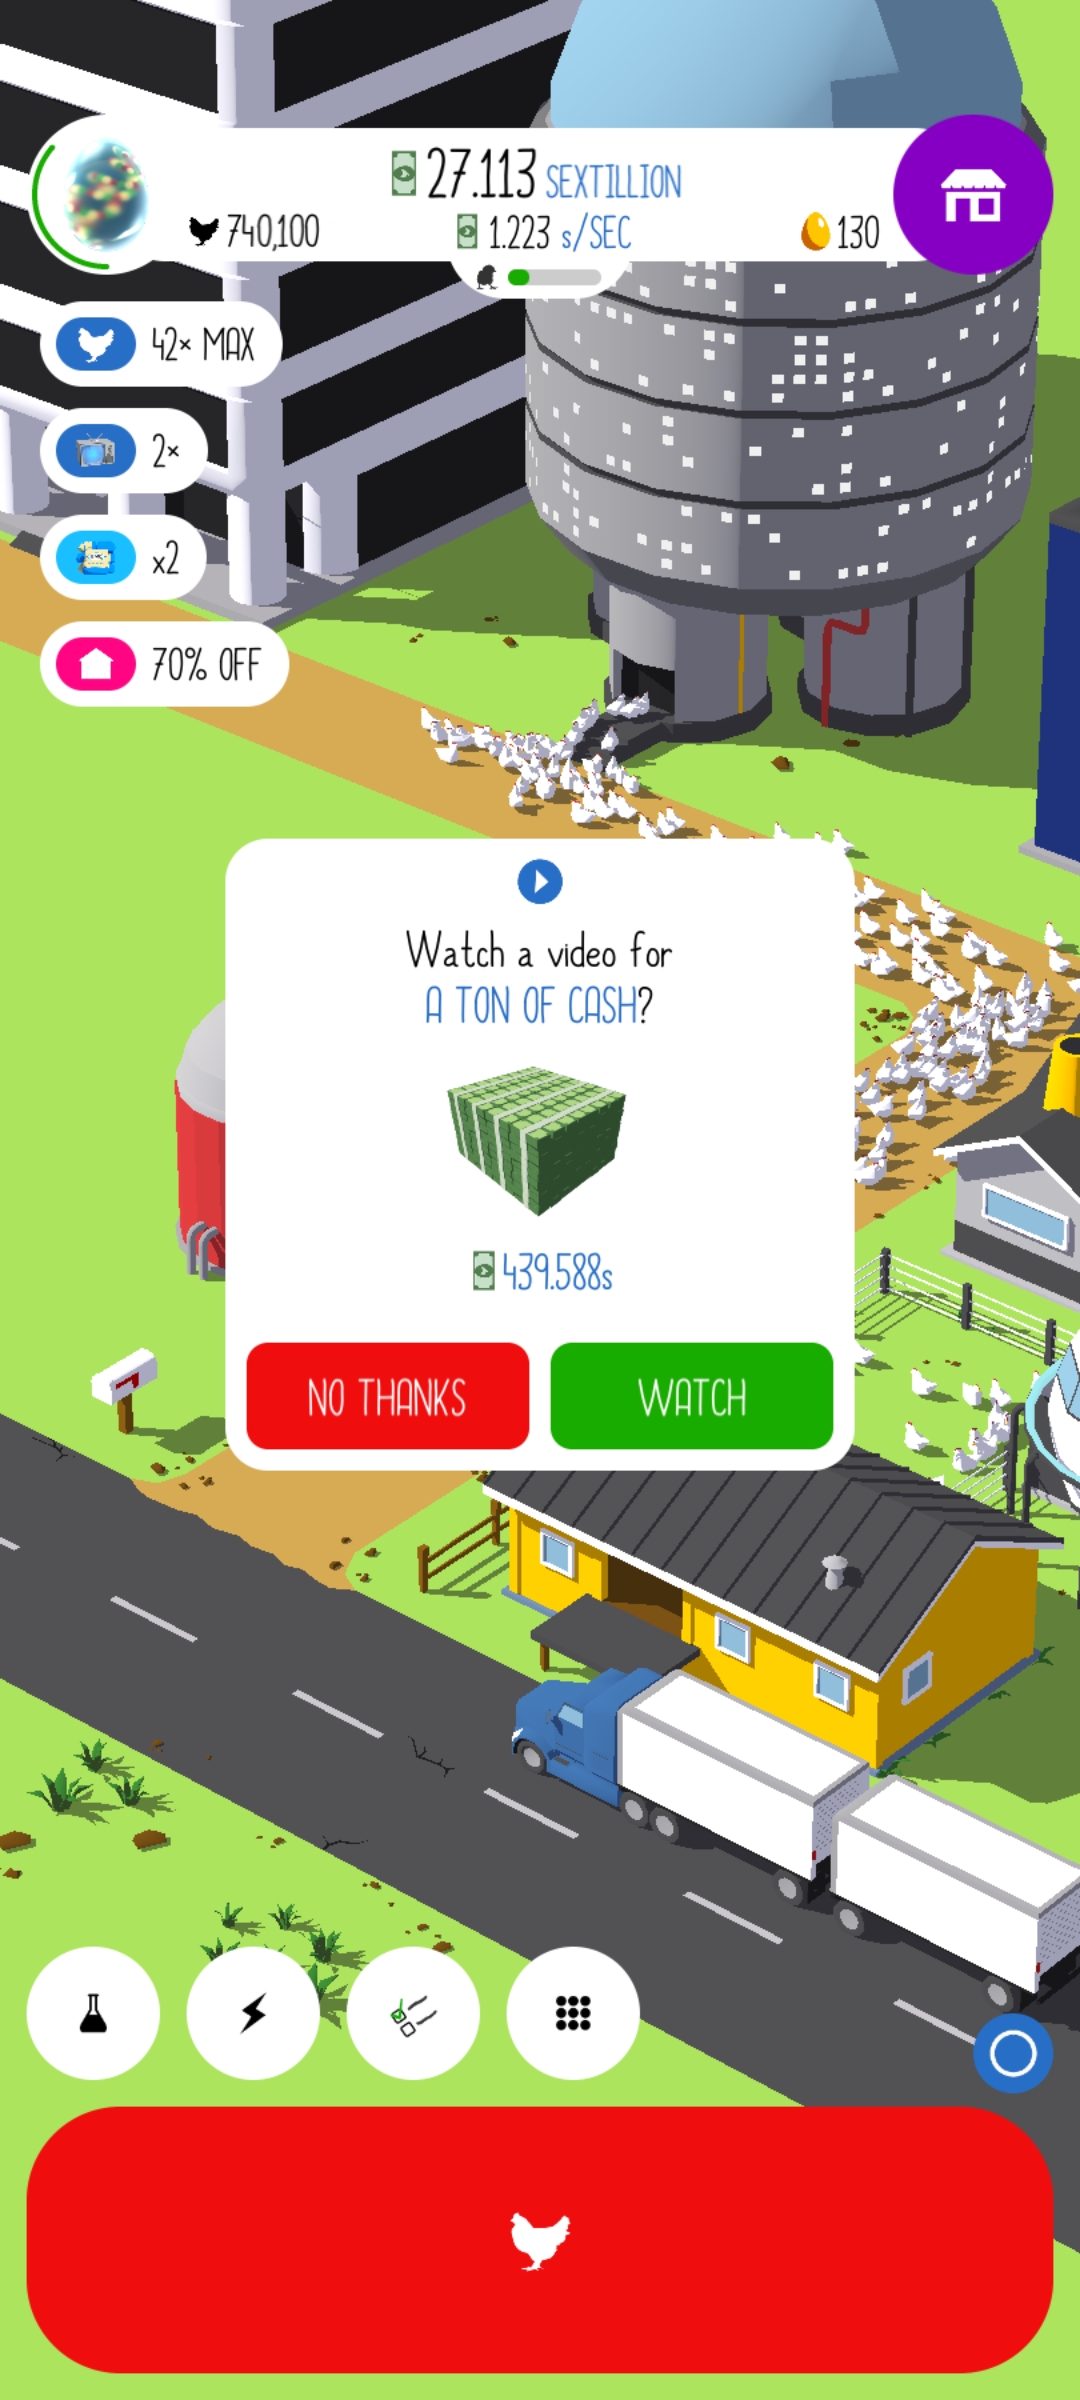 27.113 SEXTILLION
740,100
1.223 s/SEC
130
42× MAX
2×
x2
70% OFF
Watch a video for
A TON OF CASH?
439.588s
NO THANKS
WATCH